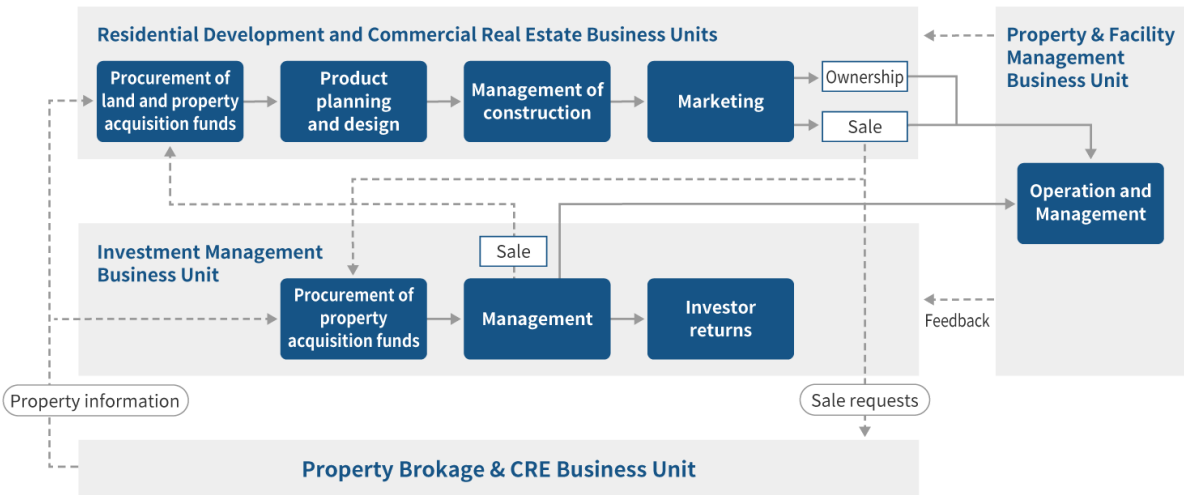 Residential Development and Commercial Real Estate Business Units
Procurement of
land and property
acquisition funds
Product
planning
and design
Management of
construction
Marketing
Ownership
Sale
Property & Facility
Management
Business Unit
Operation and
Management
Investment Management
Business Unit
Sale
Procurement of
property
acquisition funds
Management
Investor
returns
Feedback
Property information
Sale requests
Property Brokage & CRE Business Unit